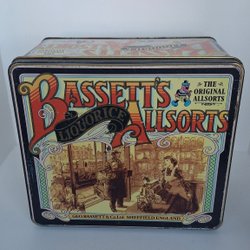 BASSETT'S
THE
ORIGINAL
ALLSORTS
LIQUORICE
ALLSORTS
GEO. BASSETT & Co Ltd. SHEFFIELD, ENGLAND